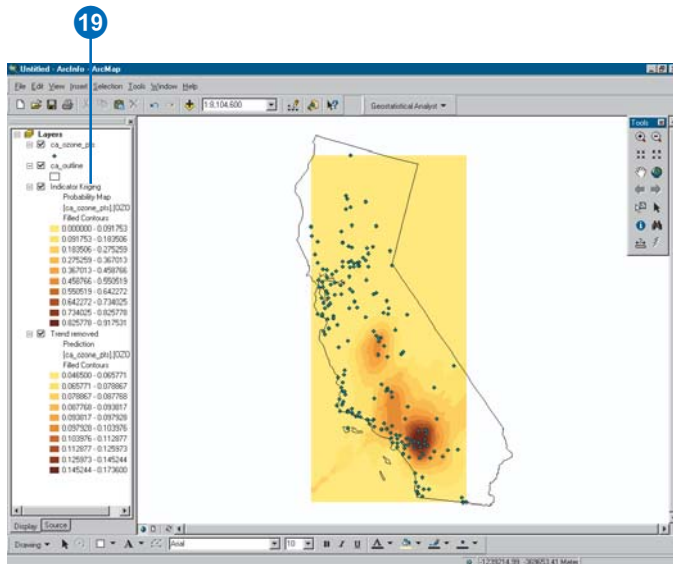 19
Untitled - ArcInfo - ArcMap
File Edit View Insert Selection Tools Window Help
1:8,104,600
Geostatistical Analyst
Layers
ca_ozone_pts
ca_outline
Indicator Kriging
Probability Map
[ca_ozone_pts].[OZO
Filled Contours
0.000000 - 0.091753
0.091753 - 0.183506
0.183506 - 0.275259
0.275259 - 0.367013
0.367013 - 0.458766
0.458766 - 0.550519
0.550519 - 0.642272
0.642272 - 0.734025
0.734025 - 0.825778
0.825778 - 0.917531
Trend removed
Prediction
[ca_ozone_pts].[OZO
Filled Contours
0.046500 - 0.065771
0.065771 - 0.078867
0.078867 - 0.087768
0.087768 - 0.093817
0.093817 - 0.097928
0.097928 - 0.103976
0.103976 - 0.112877
0.112877 - 0.125973
0.125973 - 0.145244
0.145244 - 0.173600
Tools
Display Source
Drawing
A
Arial
10
B I U A